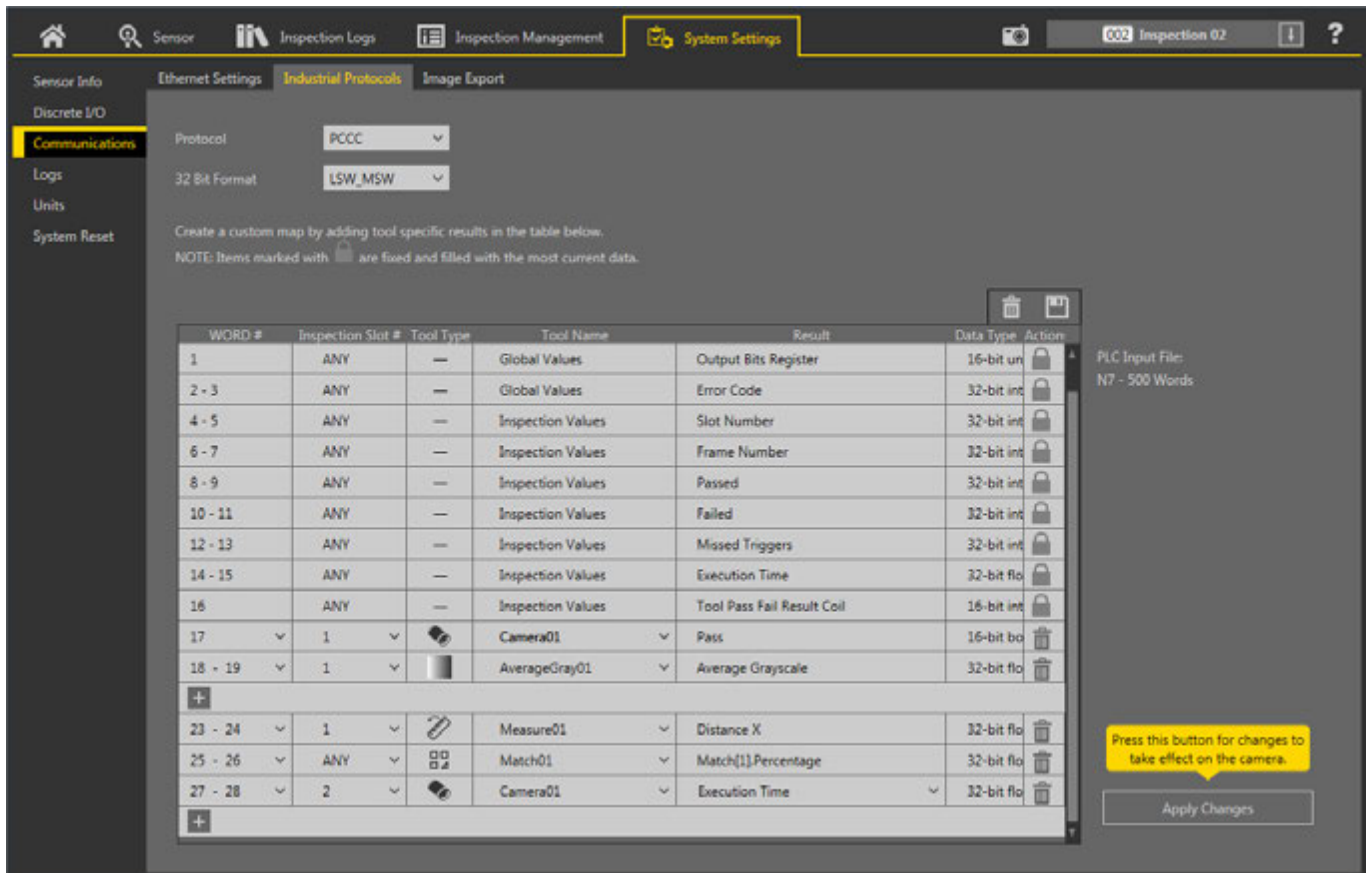 Sensor Inspection Logs Inspection Management System Settings 002 Inspection 02 ?
Sensor Info
Discrete I/O
Communications
Logs
Units
System Reset
Ethernet Settings Industrial Protocols Image Export
Protocol PCCC
32 Bit Format LSW_MSW
Create a custom map by adding tool specific results in the table below.
NOTE: Items marked with are fixed and filled with the most current data.
WORD # Inspection Slot # Tool Type Tool Name Result Data Type Action
1 ANY — Global Values Output Bits Register 16-bit un
2 - 3 ANY — Global Values Error Code 32-bit int
4 - 5 ANY — Inspection Values Slot Number 32-bit int
6 - 7 ANY — Inspection Values Frame Number 32-bit int
8 - 9 ANY — Inspection Values Passed 32-bit int
10 - 11 ANY — Inspection Values Failed 32-bit int
12 - 13 ANY — Inspection Values Missed Triggers 32-bit int
14 - 15 ANY — Inspection Values Execution Time 32-bit flo
16 ANY — Inspection Values Tool Pass Fail Result Coil 16-bit int
17 1 Camera01 Pass 16-bit bo
18 - 19 1 AverageGray01 Average Grayscale 32-bit flo
+
23 - 24 1 Measure01 Distance X 32-bit flo
25 - 26 ANY Match01 Match[1].Percentage 32-bit flo
27 - 28 2 Camera01 Execution Time 32-bit flo
+
PLC Input File:
N7 - 500 Words
Press this button for changes to
take effect on the camera.
Apply Changes